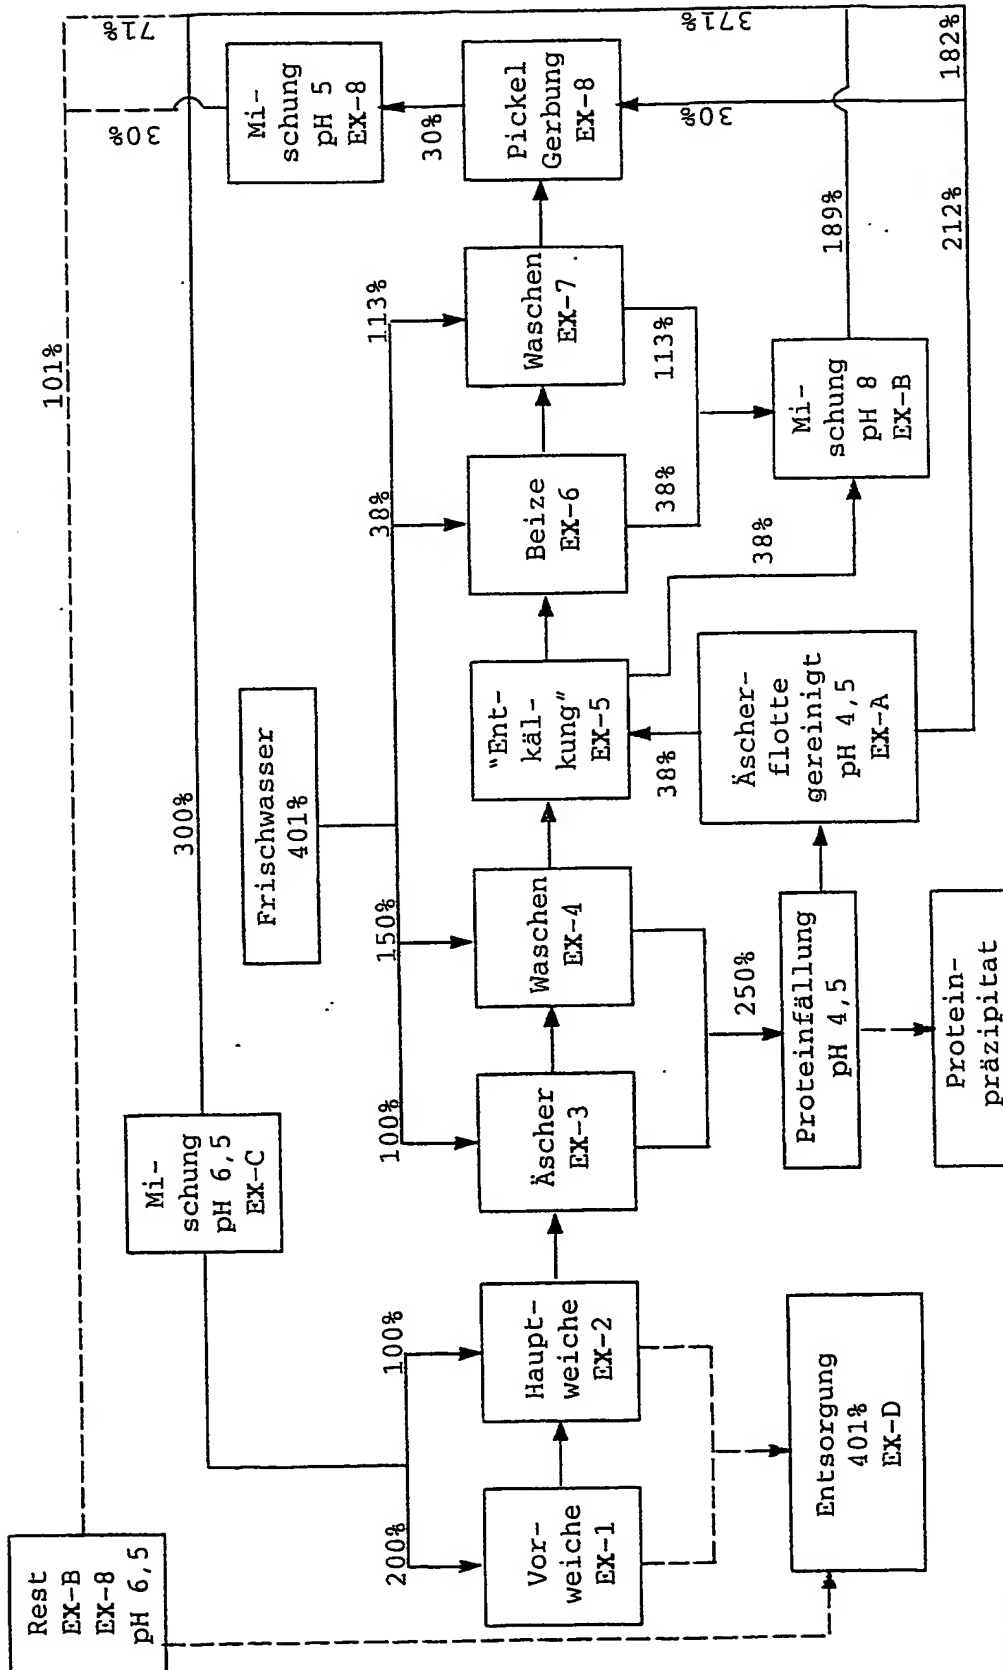 Rest
EX-B
EX-8
pH 6,5
101%
71%
30%
Mi-
schung
pH 6,5
EX-C
300%
371%
182%
Mi-
schung
pH 5
EX-8
30%
Frischwasser
401%
200%
100%
100%
150%
38%
113%
Vor-
weiche
EX-1
Haupt-
weiche
EX-2
Äscher
EX-3
Waschen
EX-4
"Ent-
käl-
kung"
EX-5
Beize
EX-6
Waschen
EX-7
Pickel
Gerbung
EX-8
30%
250%
38%
38%
38%
113%
189%
212%
Entsorgung
401%
EX-D
Proteinfällung
pH 4,5
Äscher-
flotte
gereinigt
pH 4,5
EX-A
Mi-
schung
pH 8
EX-B
Protein-
präzipitat